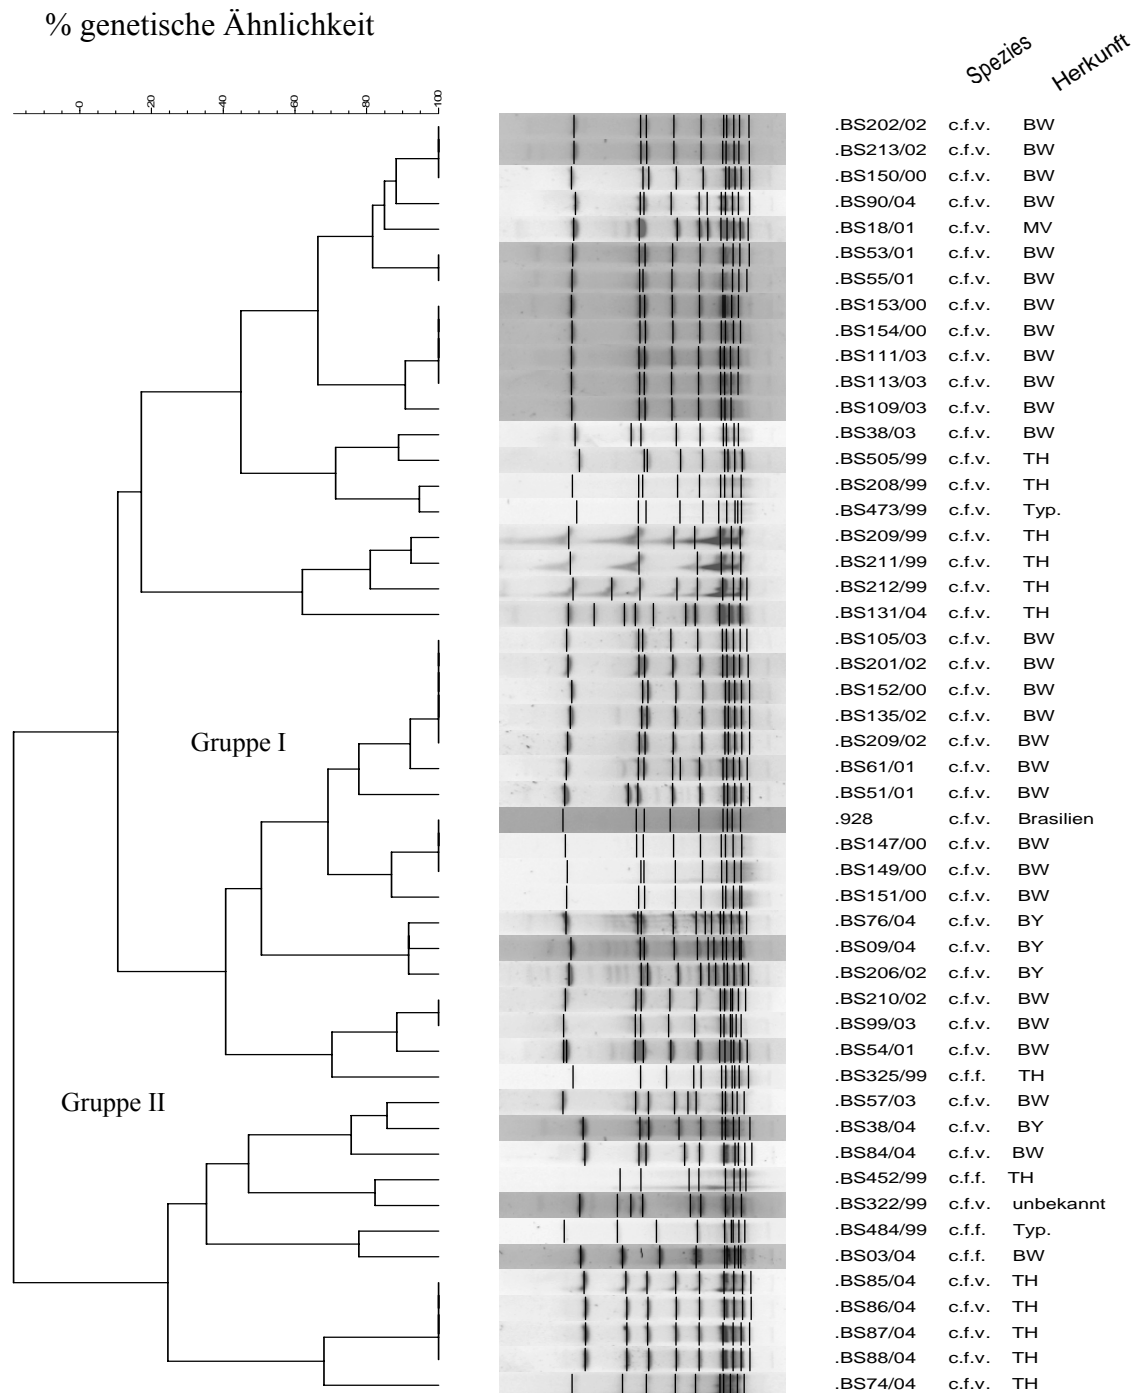 % genetische Ähnlichkeit
Spezies Herkunft
-0 -20 -40 -60 -80 -100
.BS202/02 c.f.v. BW
.BS213/02 c.f.v. BW
.BS150/00 c.f.v. BW
.BS90/04 c.f.v. BW
.BS18/01 c.f.v. MV
.BS53/01 c.f.v. BW
.BS55/01 c.f.v. BW
.BS153/00 c.f.v. BW
.BS154/00 c.f.v. BW
.BS111/03 c.f.v. BW
.BS113/03 c.f.v. BW
.BS109/03 c.f.v. BW
.BS38/03 c.f.v. BW
.BS505/99 c.f.v. TH
.BS208/99 c.f.v. TH
.BS473/99 c.f.v. Typ.
.BS209/99 c.f.v. TH
.BS211/99 c.f.v. TH
.BS212/99 c.f.v. TH
.BS131/04 c.f.v. TH
.BS105/03 c.f.v. BW
.BS201/02 c.f.v. BW
.BS152/00 c.f.v. BW
.BS135/02 c.f.v. BW
Gruppe I
.BS209/02 c.f.v. BW
.BS61/01 c.f.v. BW
.BS51/01 c.f.v. BW
.928 c.f.v. Brasilien
.BS147/00 c.f.v. BW
.BS149/00 c.f.v. BW
.BS151/00 c.f.v. BW
.BS76/04 c.f.v. BY
.BS09/04 c.f.v. BY
.BS206/02 c.f.v. BY
.BS210/02 c.f.v. BW
.BS99/03 c.f.v. BW
.BS54/01 c.f.v. BW
.BS325/99 c.f.f. TH
Gruppe II
.BS57/03 c.f.v. BW
.BS38/04 c.f.v. BY
.BS84/04 c.f.v. BW
.BS452/99 c.f.f. TH
.BS322/99 c.f.v. unbekannt
.BS484/99 c.f.f. Typ.
.BS03/04 c.f.f. BW
.BS85/04 c.f.v. TH
.BS86/04 c.f.v. TH
.BS87/04 c.f.v. TH
.BS88/04 c.f.v. TH
.BS74/04 c.f.v. TH